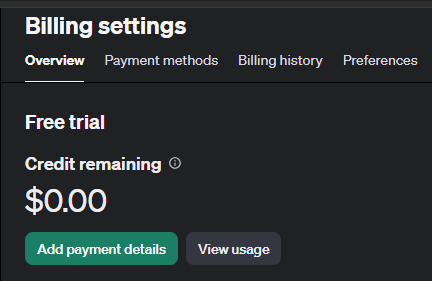 Billing settings
Overview Payment methods Billing history Preferences
Free trial
Credit remaining
$0.00
Add payment details View usage